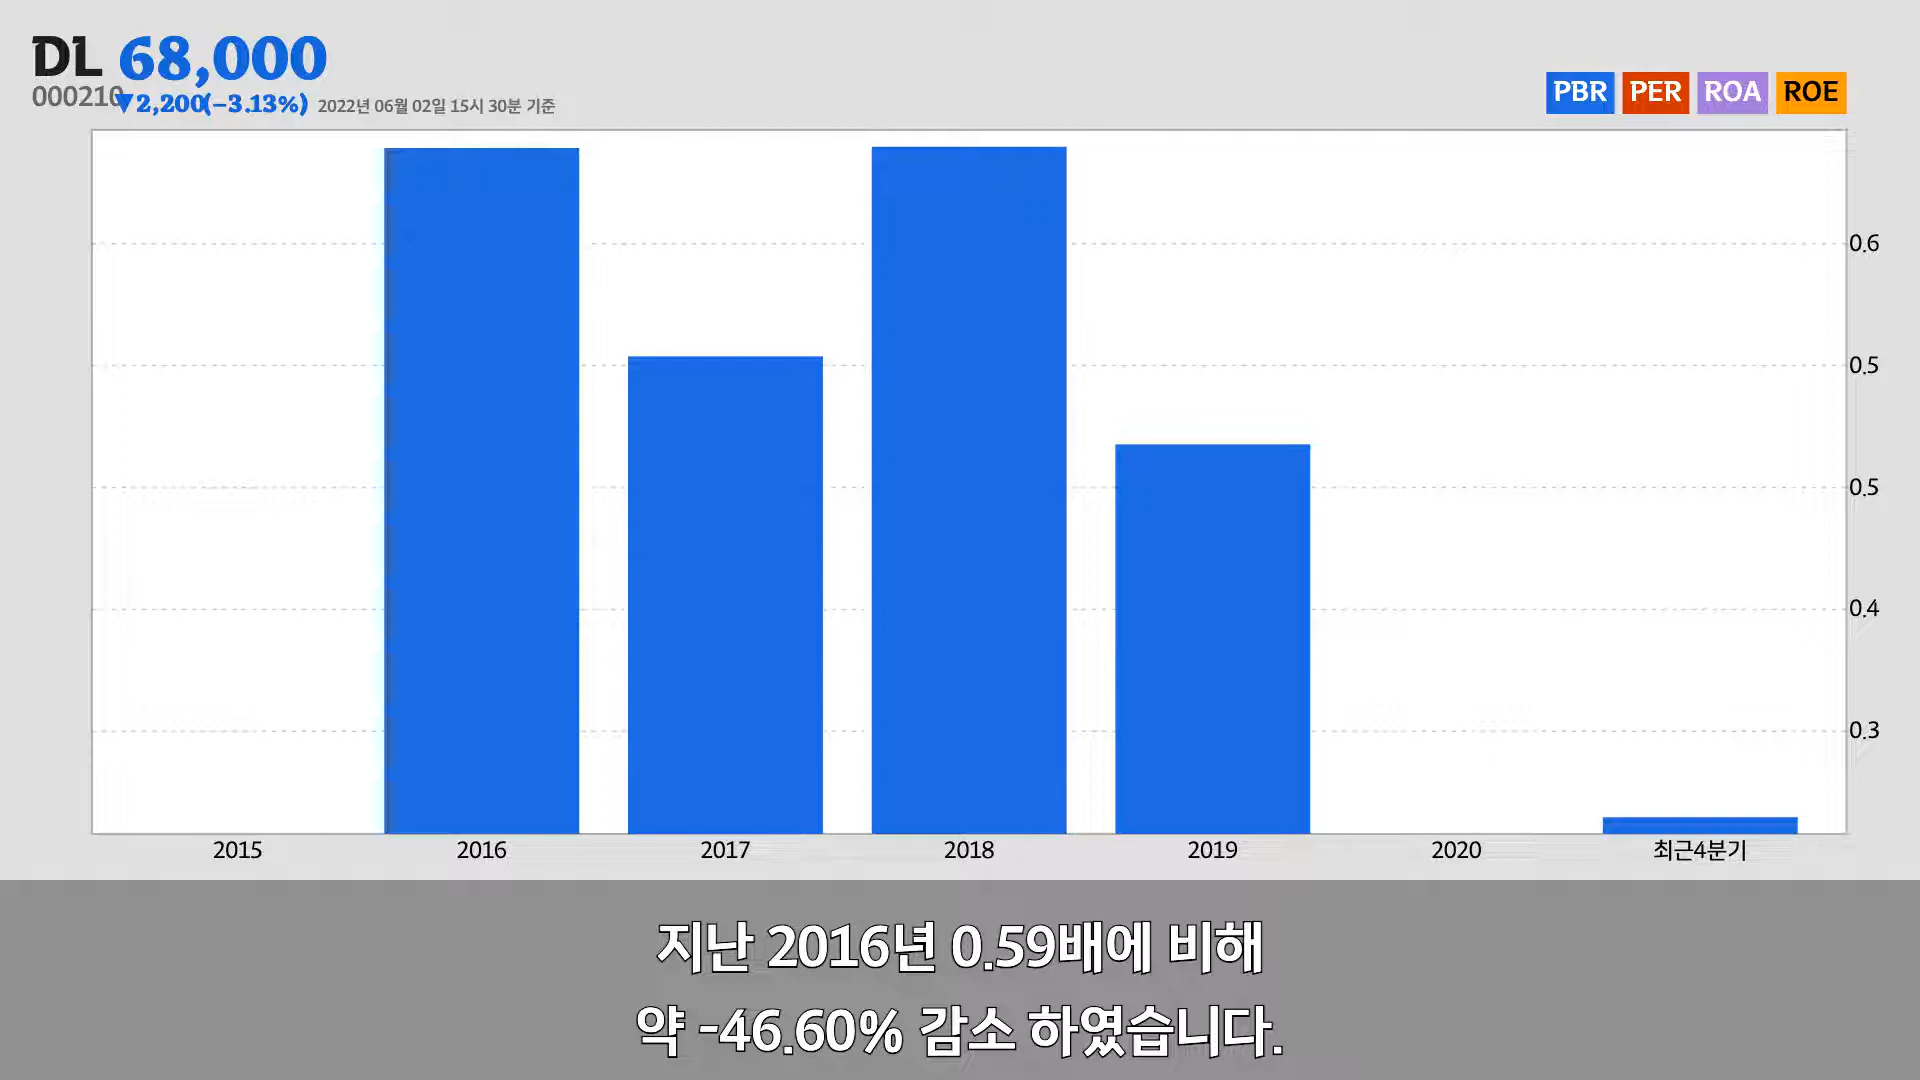 DL 68,000
000210 ▼2,200(−3.13%) 2022년 06월 02일 15시 30분 기준
PBR PER ROA ROE
0.6
0.5
0.5
0.4
0.3
2015 2016 2017 2018 2019 2020 최근4분기
지난 2016년 0.59배에 비해
약 -46.60% 감소 하였습니다.